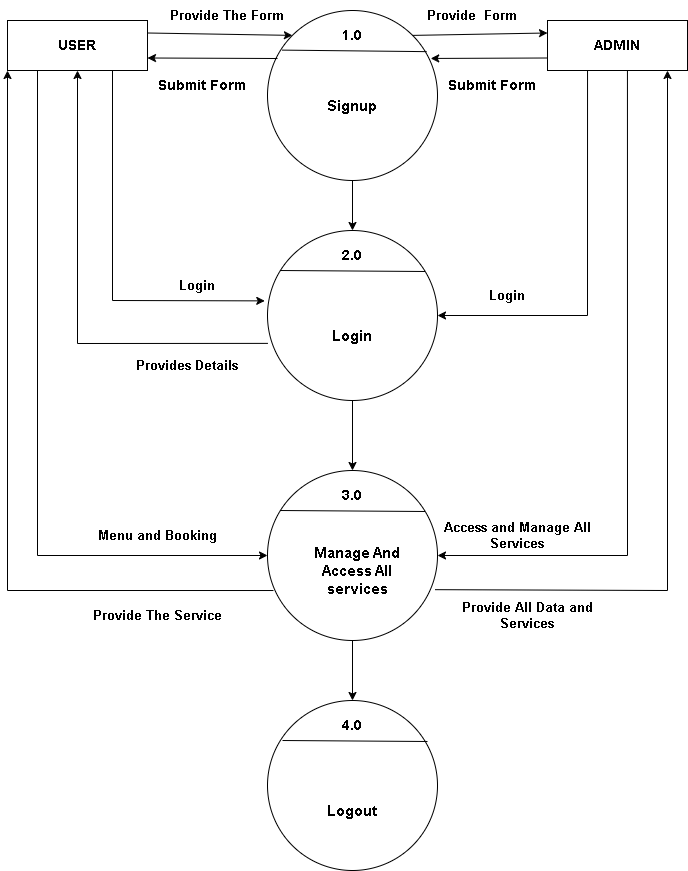 Provide The Form
Provide  Form
1.0
USER
ADMIN
Submit Form
Submit Form
Signup
2.0
Login
Login
Login
Provides Details
3.0
Menu and Booking
Access and Manage All
Services
Manage And
Access All
services
Provide The Service
Provide All Data and
Services
4.0
Logout